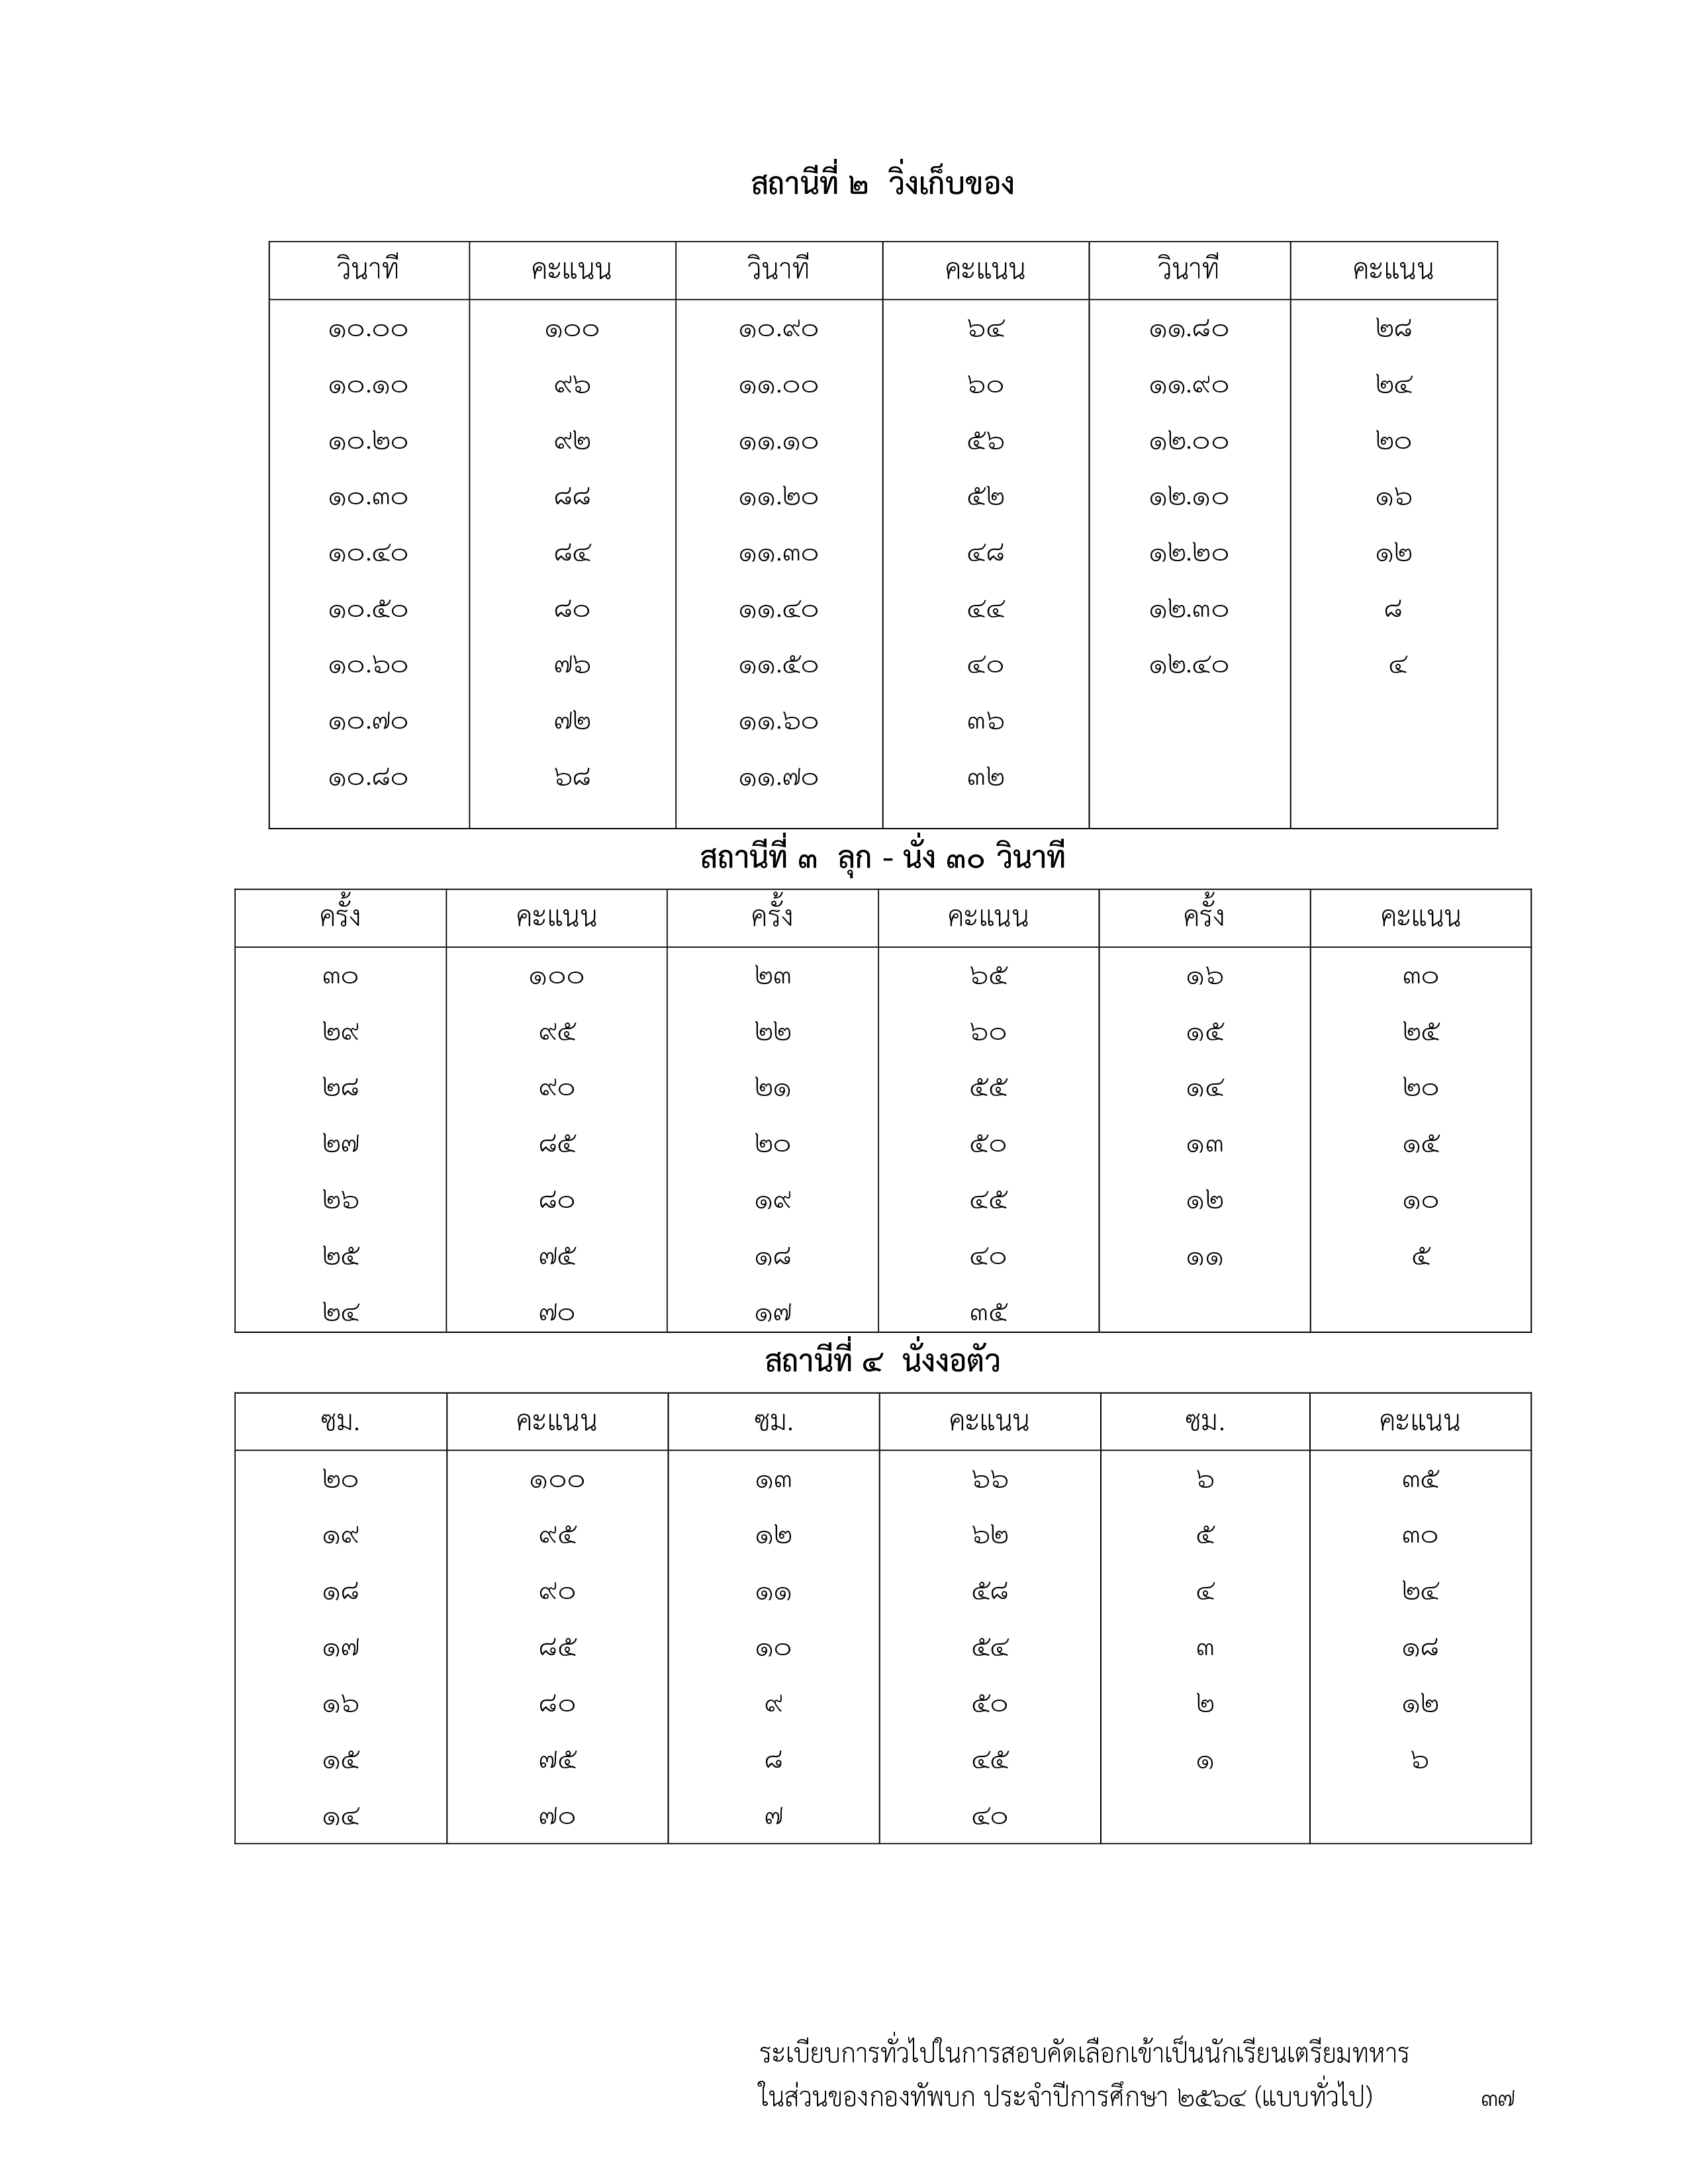 สถานีที่ ๒ วิ่งเก็บของ
วินาที คะแนน วินาที คะแนน วินาที คะแนน
๑๐.๐๐ ๑๐๐ ๑๐.๙๐ ๖๔ ๑๑.๘๐ ๒๘
๑๐.๑๐ ๙๖ ๑๑.๐๐ ๖๐ ๑๑.๙๐ ๒๔
๑๐.๒๐ ๙๒ ๑๑.๑๐ ๕๖ ๑๒.๐๐ ๒๐
๑๐.๓๐ ๘๘ ๑๑.๒๐ ๕๒ ๑๒.๑๐ ๑๖
๑๐.๔๐ ๘๔ ๑๑.๓๐ ๔๘ ๑๒.๒๐ ๑๒
๑๐.๕๐ ๘๐ ๑๑.๔๐ ๔๔ ๑๒.๓๐ ๘
๑๐.๖๐ ๗๖ ๑๑.๕๐ ๔๐ ๑๒.๔๐ ๔
๑๐.๗๐ ๗๒ ๑๑.๖๐ ๓๖
๑๐.๘๐ ๖๘ ๑๑.๗๐ ๓๒
สถานีที่ ๓ ลุก - นั่ง ๓๐ วินาที
ครั้ง คะแนน ครั้ง คะแนน ครั้ง คะแนน
๓๐ ๑๐๐ ๒๓ ๖๕ ๑๖ ๓๐
๒๙ ๙๕ ๒๒ ๖๐ ๑๕ ๒๕
๒๘ ๙๐ ๒๑ ๕๕ ๑๔ ๒๐
๒๗ ๘๕ ๒๐ ๕๐ ๑๓ ๑๕
๒๖ ๘๐ ๑๙ ๔๕ ๑๒ ๑๐
๒๕ ๗๕ ๑๘ ๔๐ ๑๑ ๕
๒๔ ๗๐ ๑๗ ๓๕
สถานีที่ ๔ นั่งงอตัว
ซม. คะแนน ซม. คะแนน ซม. คะแนน
๒๐ ๑๐๐ ๑๓ ๖๖ ๖ ๓๕
๑๙ ๙๕ ๑๒ ๖๒ ๕ ๓๐
๑๘ ๙๐ ๑๑ ๕๘ ๔ ๒๔
๑๗ ๘๕ ๑๐ ๕๔ ๓ ๑๘
๑๖ ๘๐ ๙ ๕๐ ๒ ๑๒
๑๕ ๗๕ ๘ ๔๕ ๑ ๖
๑๔ ๗๐ ๗ ๔๐
ระเบียบการทั่วไปในการสอบคัดเลือกเข้าเป็นนักเรียนเตรียมทหาร
ในส่วนของกองทัพบก ประจำปีการศึกษา ๒๕๖๔ (แบบทั่วไป) ๓๗